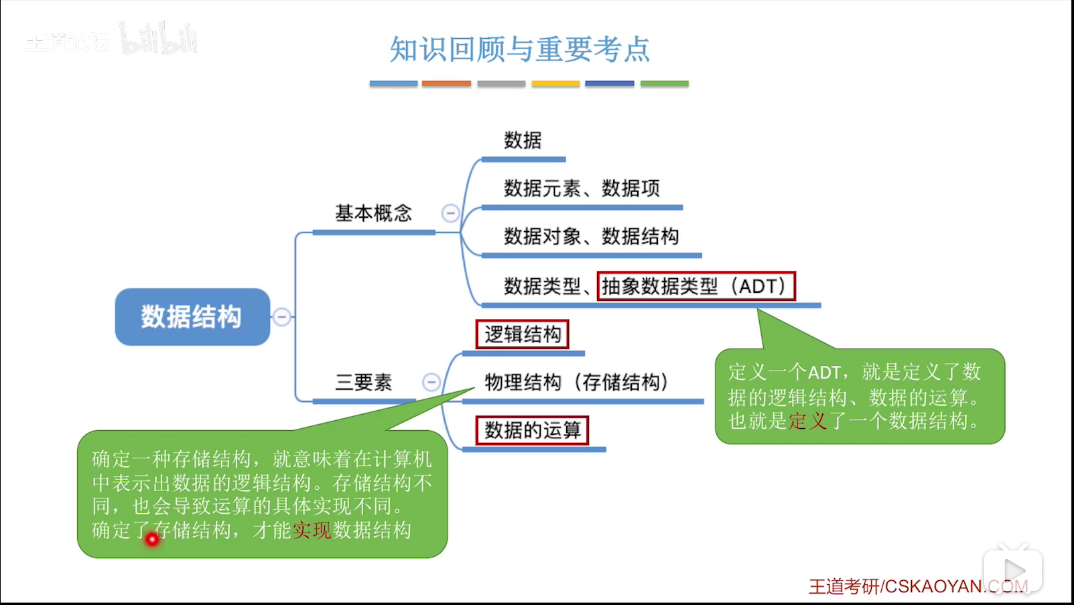 王道论坛 bilibili
知识回顾与重要考点
数据
数据元素、数据项
基本概念
数据对象、数据结构
数据类型、抽象数据类型（ADT）
数据结构
逻辑结构
三要素
物理结构（存储结构）
数据的运算
定义一个ADT，就是定义了数
据的逻辑结构、数据的运算。
也就是定义了一个数据结构。
确定一种存储结构，就意味着在计算机
中表示出数据的逻辑结构。存储结构不
同，也会导致运算的具体实现不同。
确定了存储结构，才能实现数据结构
王道考研/CSKAOYAN.COM